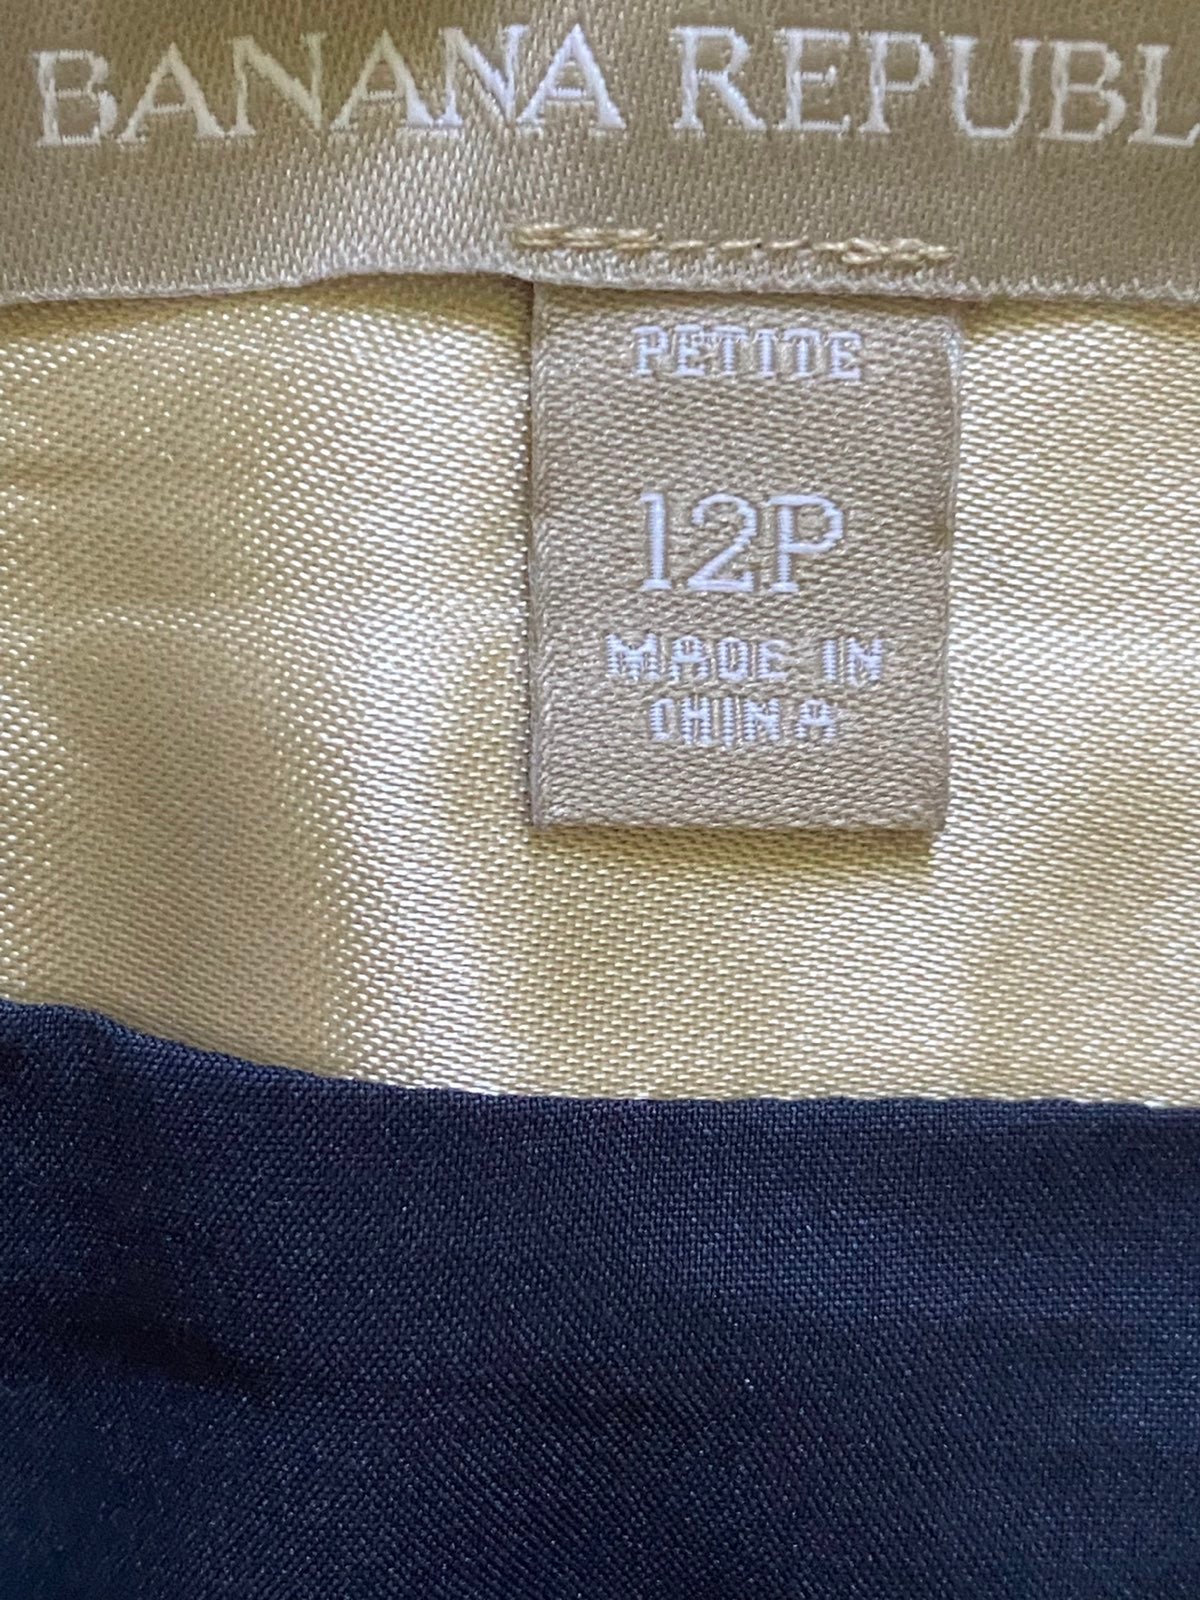 BANANA REPUBL
PETITE
12P
MADE IN
CHINA